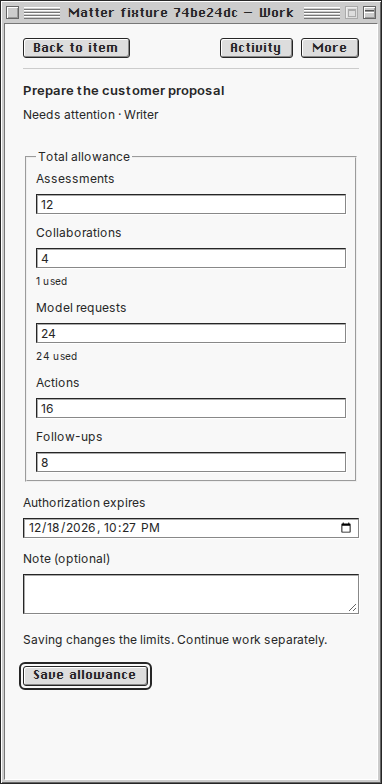 Matter fixture 74be24dc — Work
Back to item
Activity
More
Prepare the customer proposal
Needs attention · Writer
Total allowance
Assessments
12
Collaborations
4
1 used
Model requests
24
24 used
Actions
16
Follow-ups
8
Authorization expires
12/18/2026, 10:27 PM
Note (optional)
Saving changes the limits. Continue work separately.
Save allowance